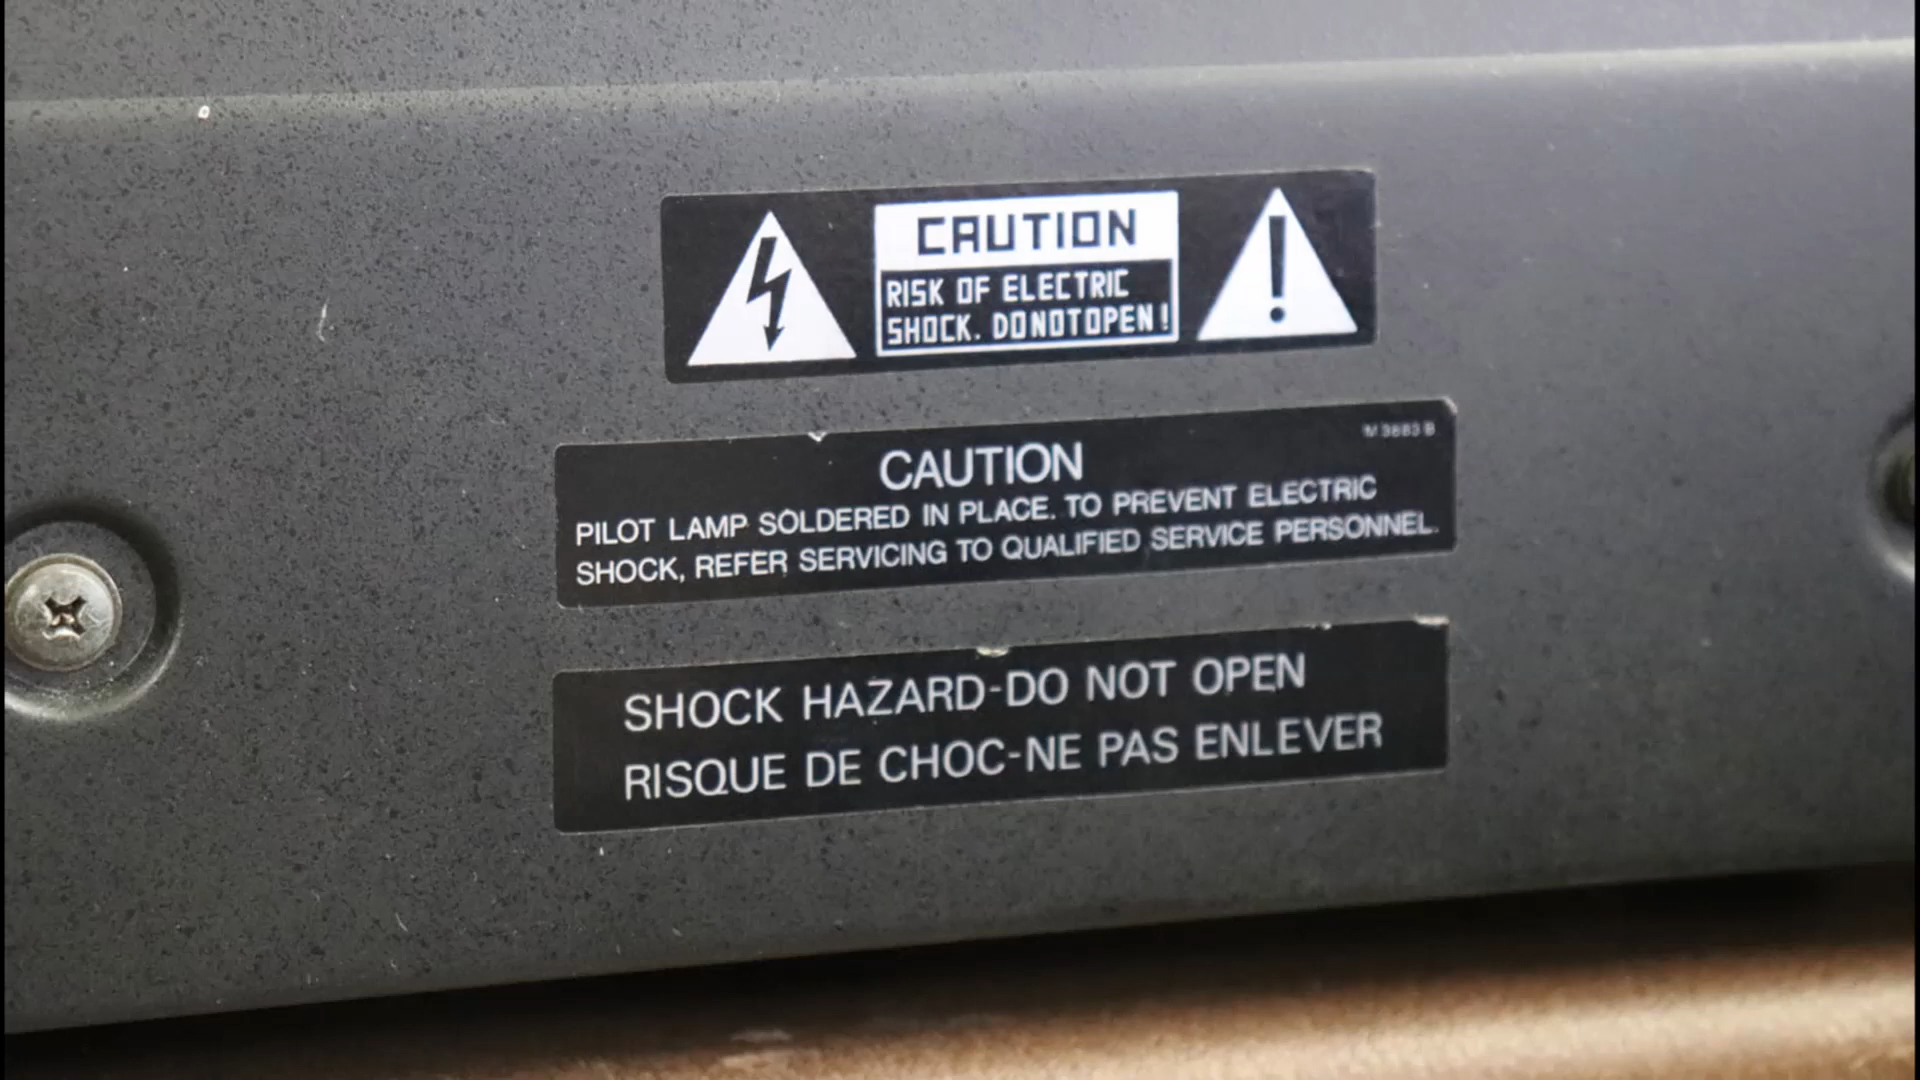 CAUTION
RISK OF ELECTRIC
SHOCK. DO NOT OPEN!
M 3883 B
CAUTION
PILOT LAMP SOLDERED IN PLACE. TO PREVENT ELECTRIC
SHOCK, REFER SERVICING TO QUALIFIED SERVICE PERSONNEL.
SHOCK HAZARD-DO NOT OPEN
RISQUE DE CHOC-NE PAS ENLEVER